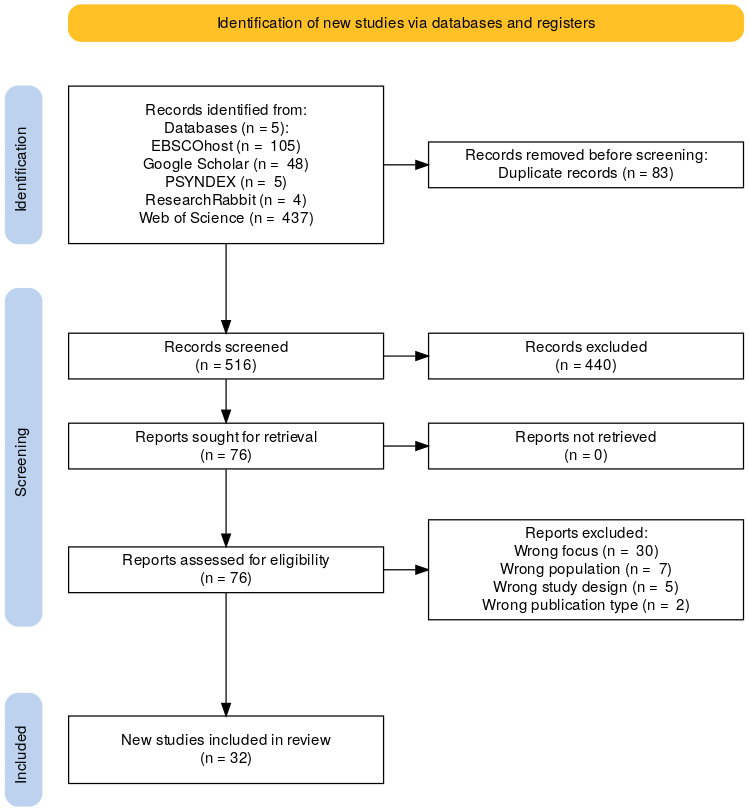 Identification of new studies via databases and registers
Identification
Records identified from:
Databases (n = 5):
EBSCOhost (n = 105)
Google Scholar (n = 48)
PSYNDEX (n = 5)
ResearchRabbit (n = 4)
Web of Science (n = 437)
Records removed before screening:
Duplicate records (n = 83)
Screening
Records screened
(n = 516)
Records excluded
(n = 440)
Reports sought for retrieval
(n = 76)
Reports not retrieved
(n = 0)
Reports assessed for eligibility
(n = 76)
Reports excluded:
Wrong focus (n = 30)
Wrong population (n = 7)
Wrong study design (n = 5)
Wrong publication type (n = 2)
Included
New studies included in review
(n = 32)